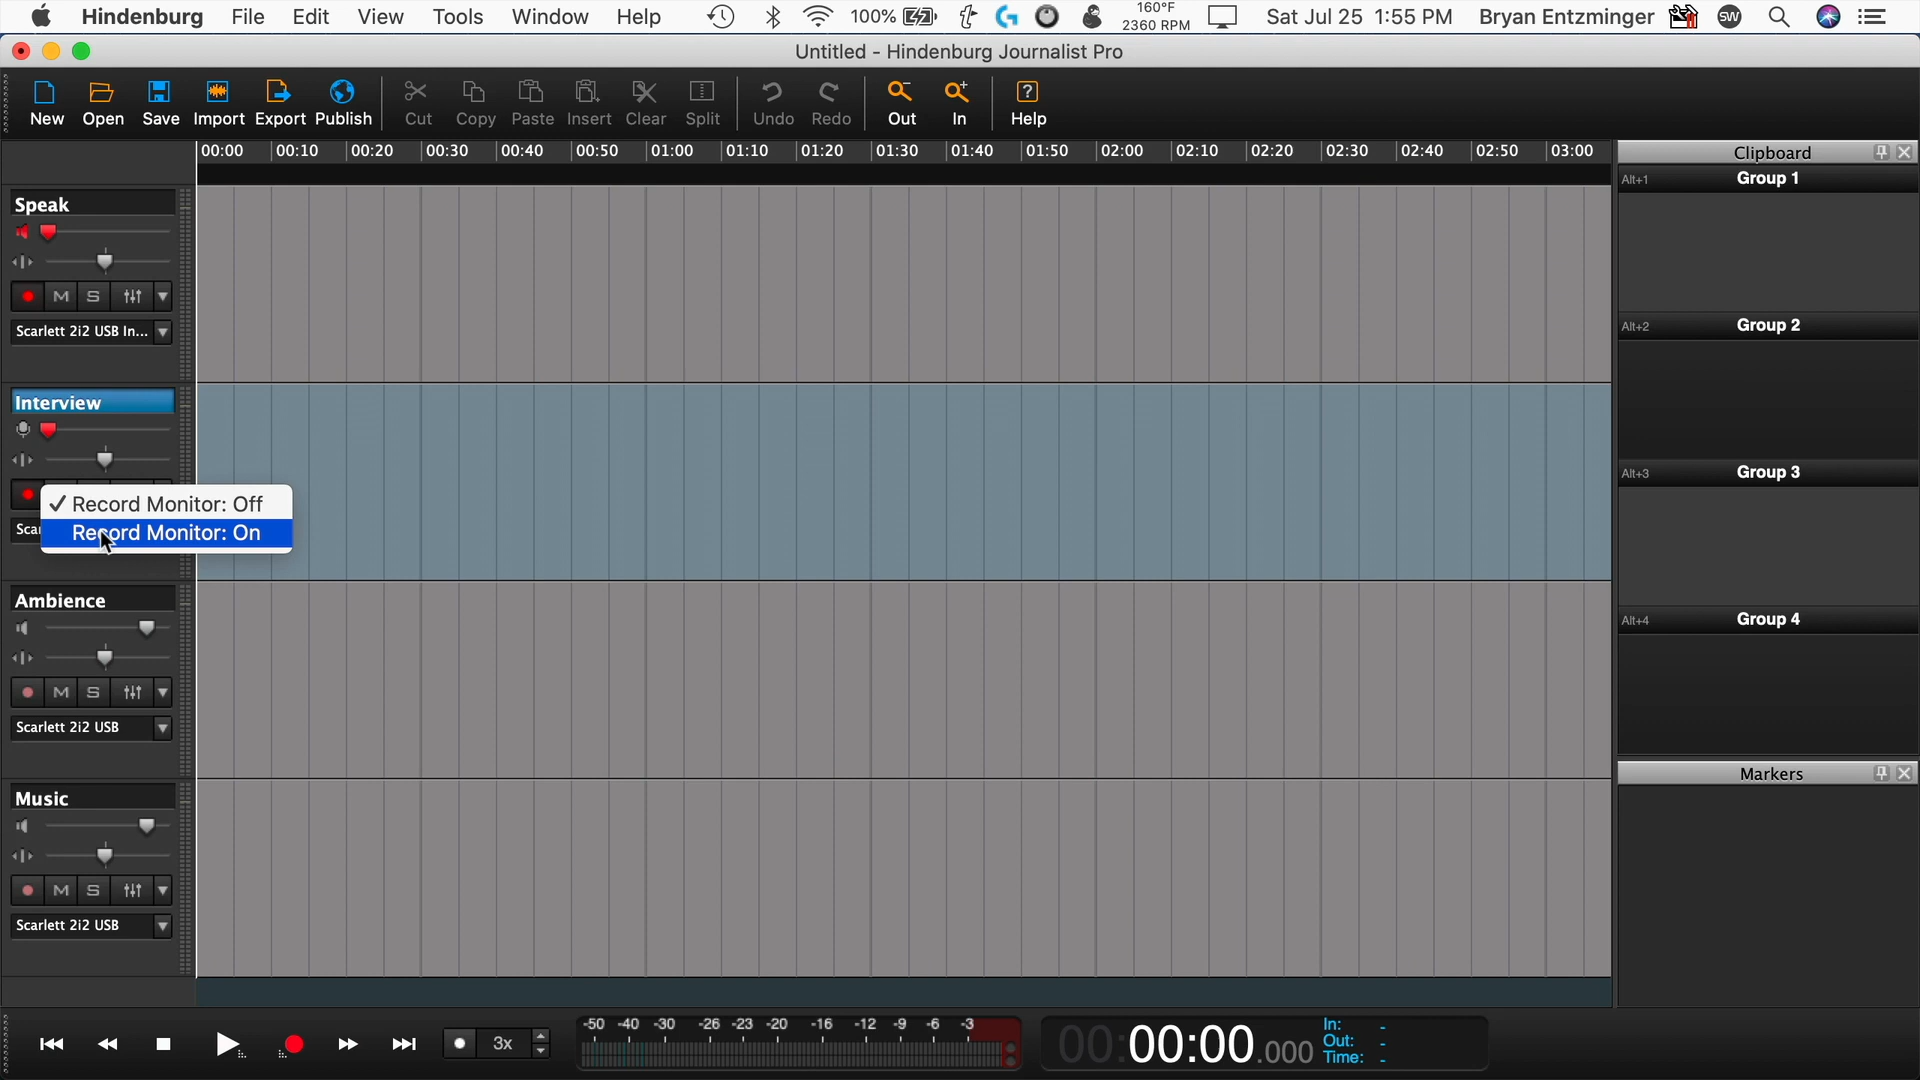 Hindenburg File Edit View Tools Window Help 100% 160°F 2360 RPM Sat Jul 25 1:55 PM Bryan Entzminger SW
Untitled - Hindenburg Journalist Pro
New Open Save Import Export Publish Cut Copy Paste Insert Clear Split Undo Redo Out In Help
00:00 00:10 00:20 00:30 00:40 00:50 01:00 01:10 01:20 01:30 01:40 01:50 02:00 02:10 02:20 02:30 02:40 02:50 03:00
Clipboard
Alt+1 Group 1
Speak
M S
Scarlett 2i2 USB In...
Alt+2 Group 2
Interview
Alt+3 Group 3
Record Monitor: Off
Scar
Record Monitor: On
Ambience
M S
Scarlett 2i2 USB
Alt+4 Group 4
Markers
Music
M S
Scarlett 2i2 USB
3x
-50 -40 -30 -26 -23 -20 -16 -12 -9 -6 -3
00:00:00.000
In: -
Out: -
Time: -